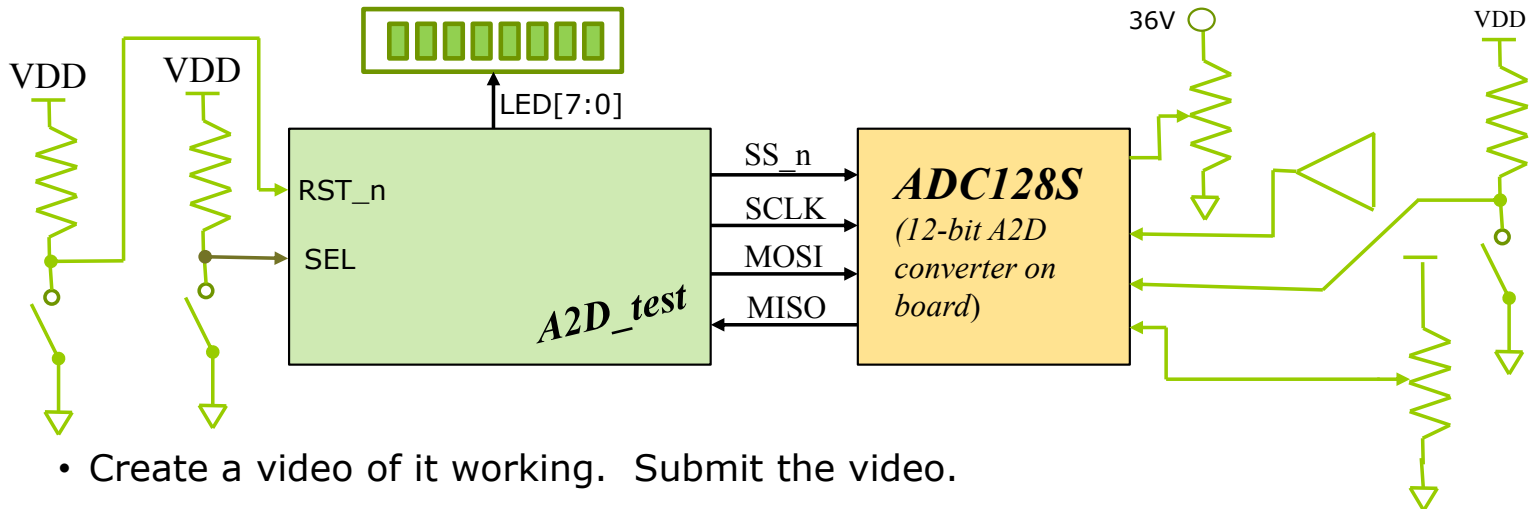 36V
VDD
VDD
VDD
LED[7:0]
RST_n
SEL
A2D_test
SS_n
SCLK
MOSI
MISO
ADC128S
(12-bit A2D
converter on
board)
• Create a video of it working.  Submit the video.